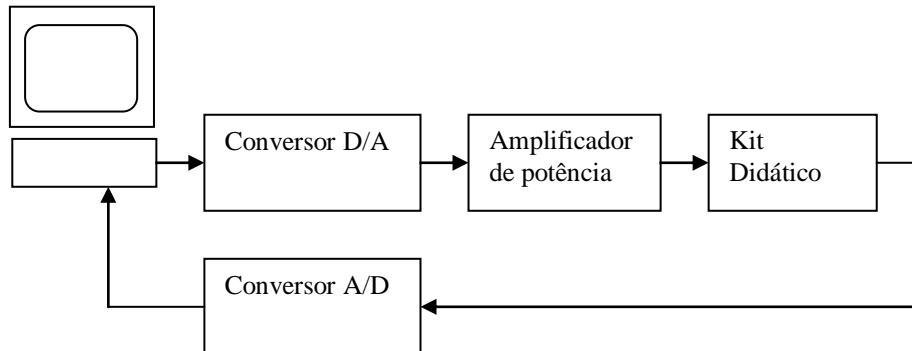 Conversor D/A
Amplificador
de potência
Kit
Didático
Conversor A/D